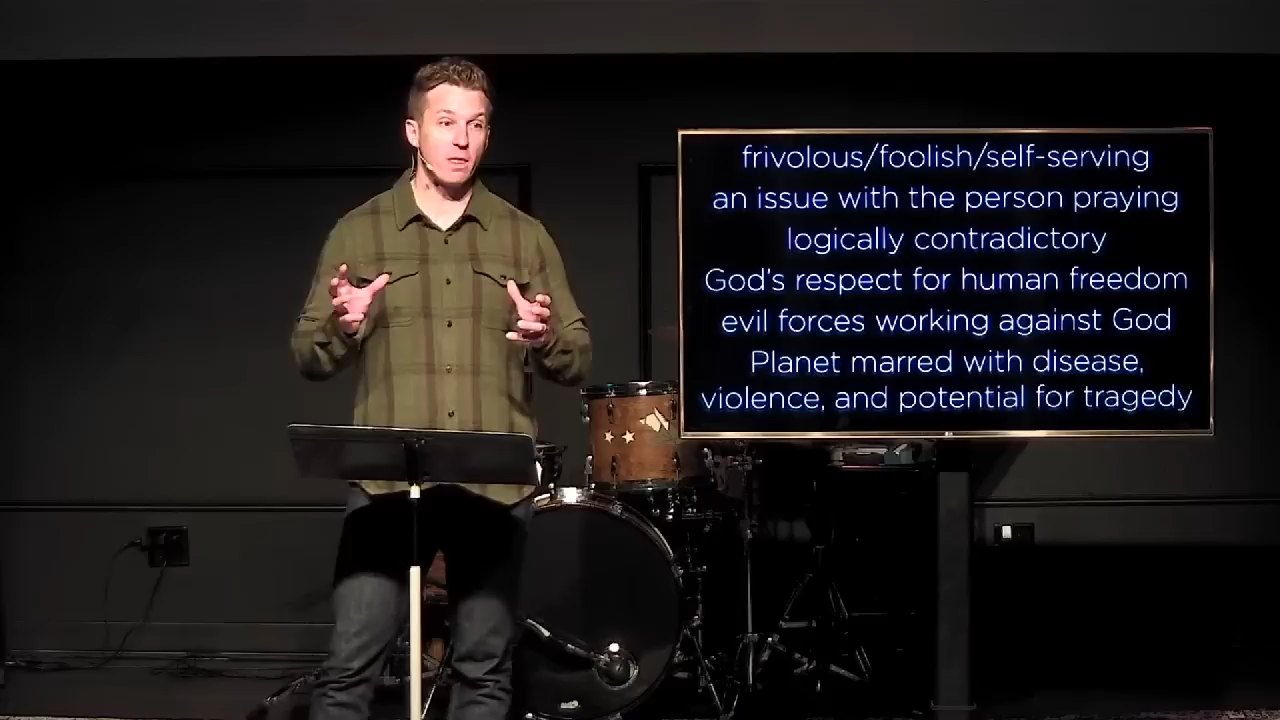 frivolous/foolish/self-serving
an issue with the person praying
logically contradictory
God's respect for human freedom
evil forces working against God
Planet marred with disease,
violence, and potential for tragedy